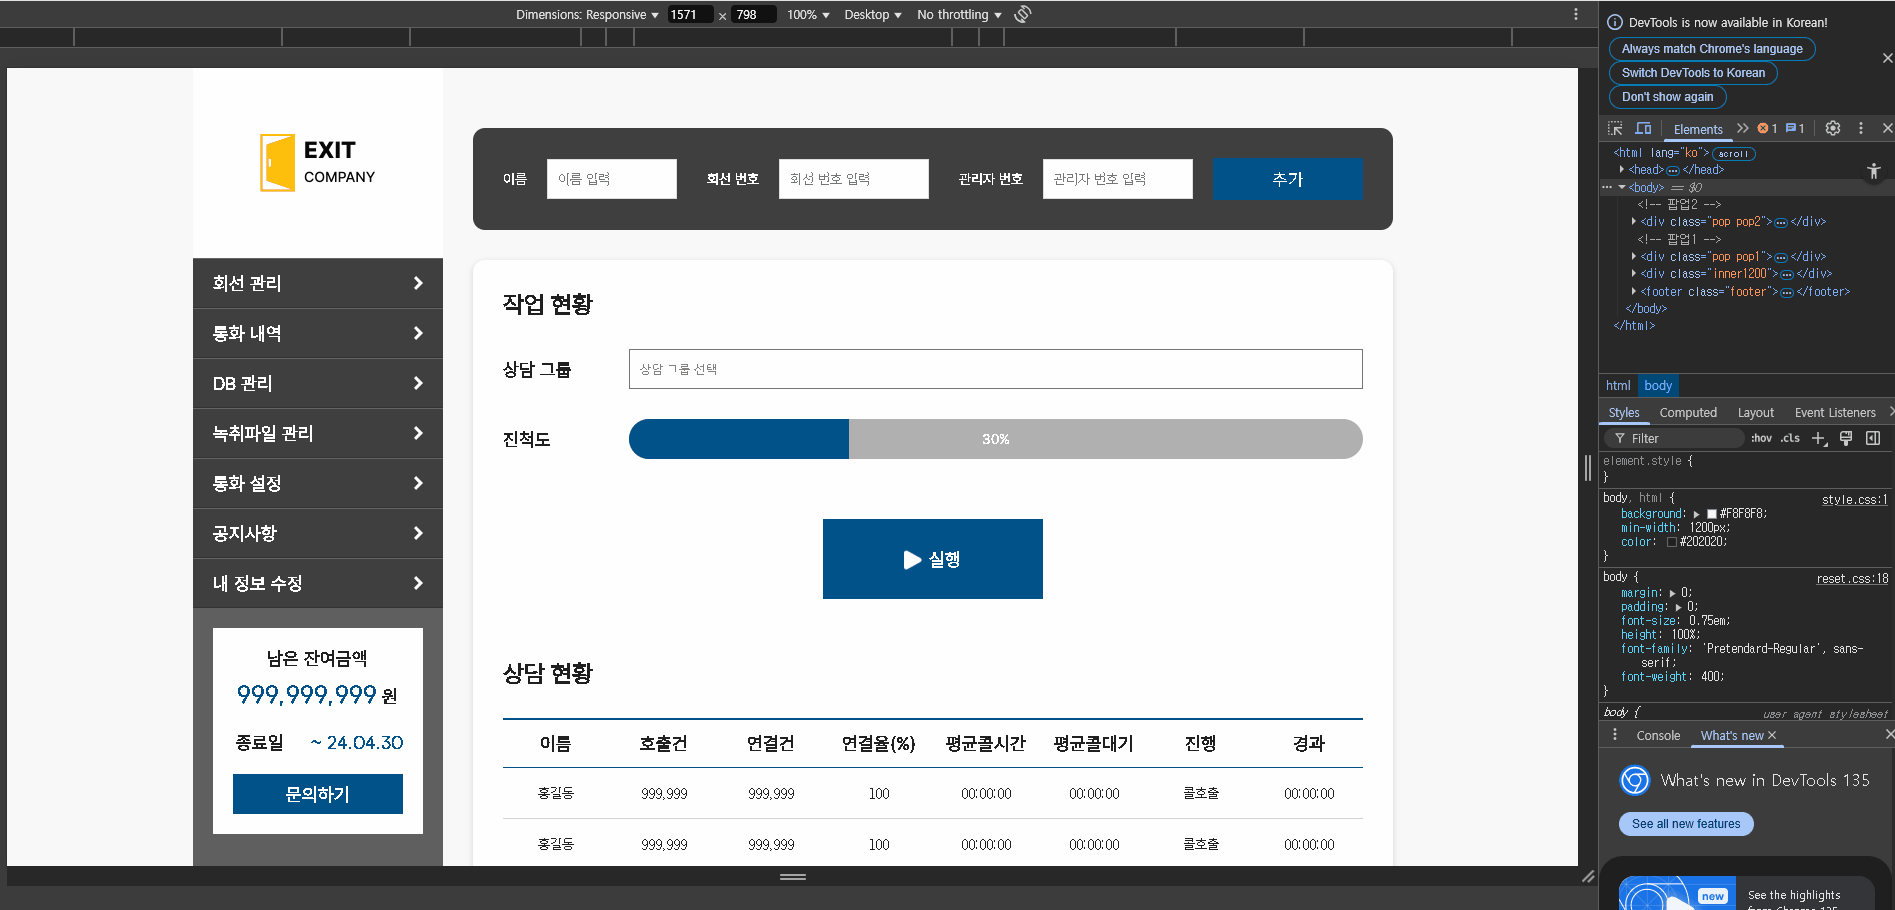 Dimensions: Responsive ▼ 1571 × 798 100% ▼ Desktop ▼ No throttling ▼
DevTools is now available in Korean!
Always match Chrome's language
Switch DevTools to Korean
Don't show again
Elements 1 1
<html lang="ko"> scroll
<head> ⋯ </head>
⋯ <body> == $0
<!-- 팝업2 -->
<div class="pop pop2"> ⋯ </div>
<!-- 팝업1 -->
<div class="pop pop1"> ⋯ </div>
<div class="inner1200"> ⋯ </div>
<footer class="footer"> ⋯ </footer>
</body>
</html>
html body
Styles Computed Layout Event Listeners
Filter :hov .cls
element.style {
}
body, html { style.css:1
background: ▶ #F8F8F8;
min-width: 1200px;
color: #202020;
}
body { reset.css:18
margin: ▶ 0;
padding: ▶ 0;
font-size: 0.75em;
height: 100%;
font-family: 'Pretendard-Regular', sans-
serif;
font-weight: 400;
}
body { user agent stylesheet
Console What's new ×
What's new in DevTools 135
See all new features
new
See the highlights
from Chrome 135
EXIT
COMPANY
회선 관리
통화 내역
DB 관리
녹취파일 관리
통화 설정
공지사항
내 정보 수정
남은 잔여금액
999,999,999 원
종료일 ~ 24.04.30
문의하기
이름 이름 입력 회선 번호 회선 번호 입력 관리자 번호 관리자 번호 입력 추가
작업 현황
상담 그룹 상담 그룹 선택
진척도 30%
실행
상담 현황
이름 호출건 연결건 연결율(%) 평균콜시간 평균콜대기 진행 경과
홍길동 999,999 999,999 100 00:00:00 00:00:00 콜호출 00:00:00
홍길동 999,999 999,999 100 00:00:00 00:00:00 콜호출 00:00:00